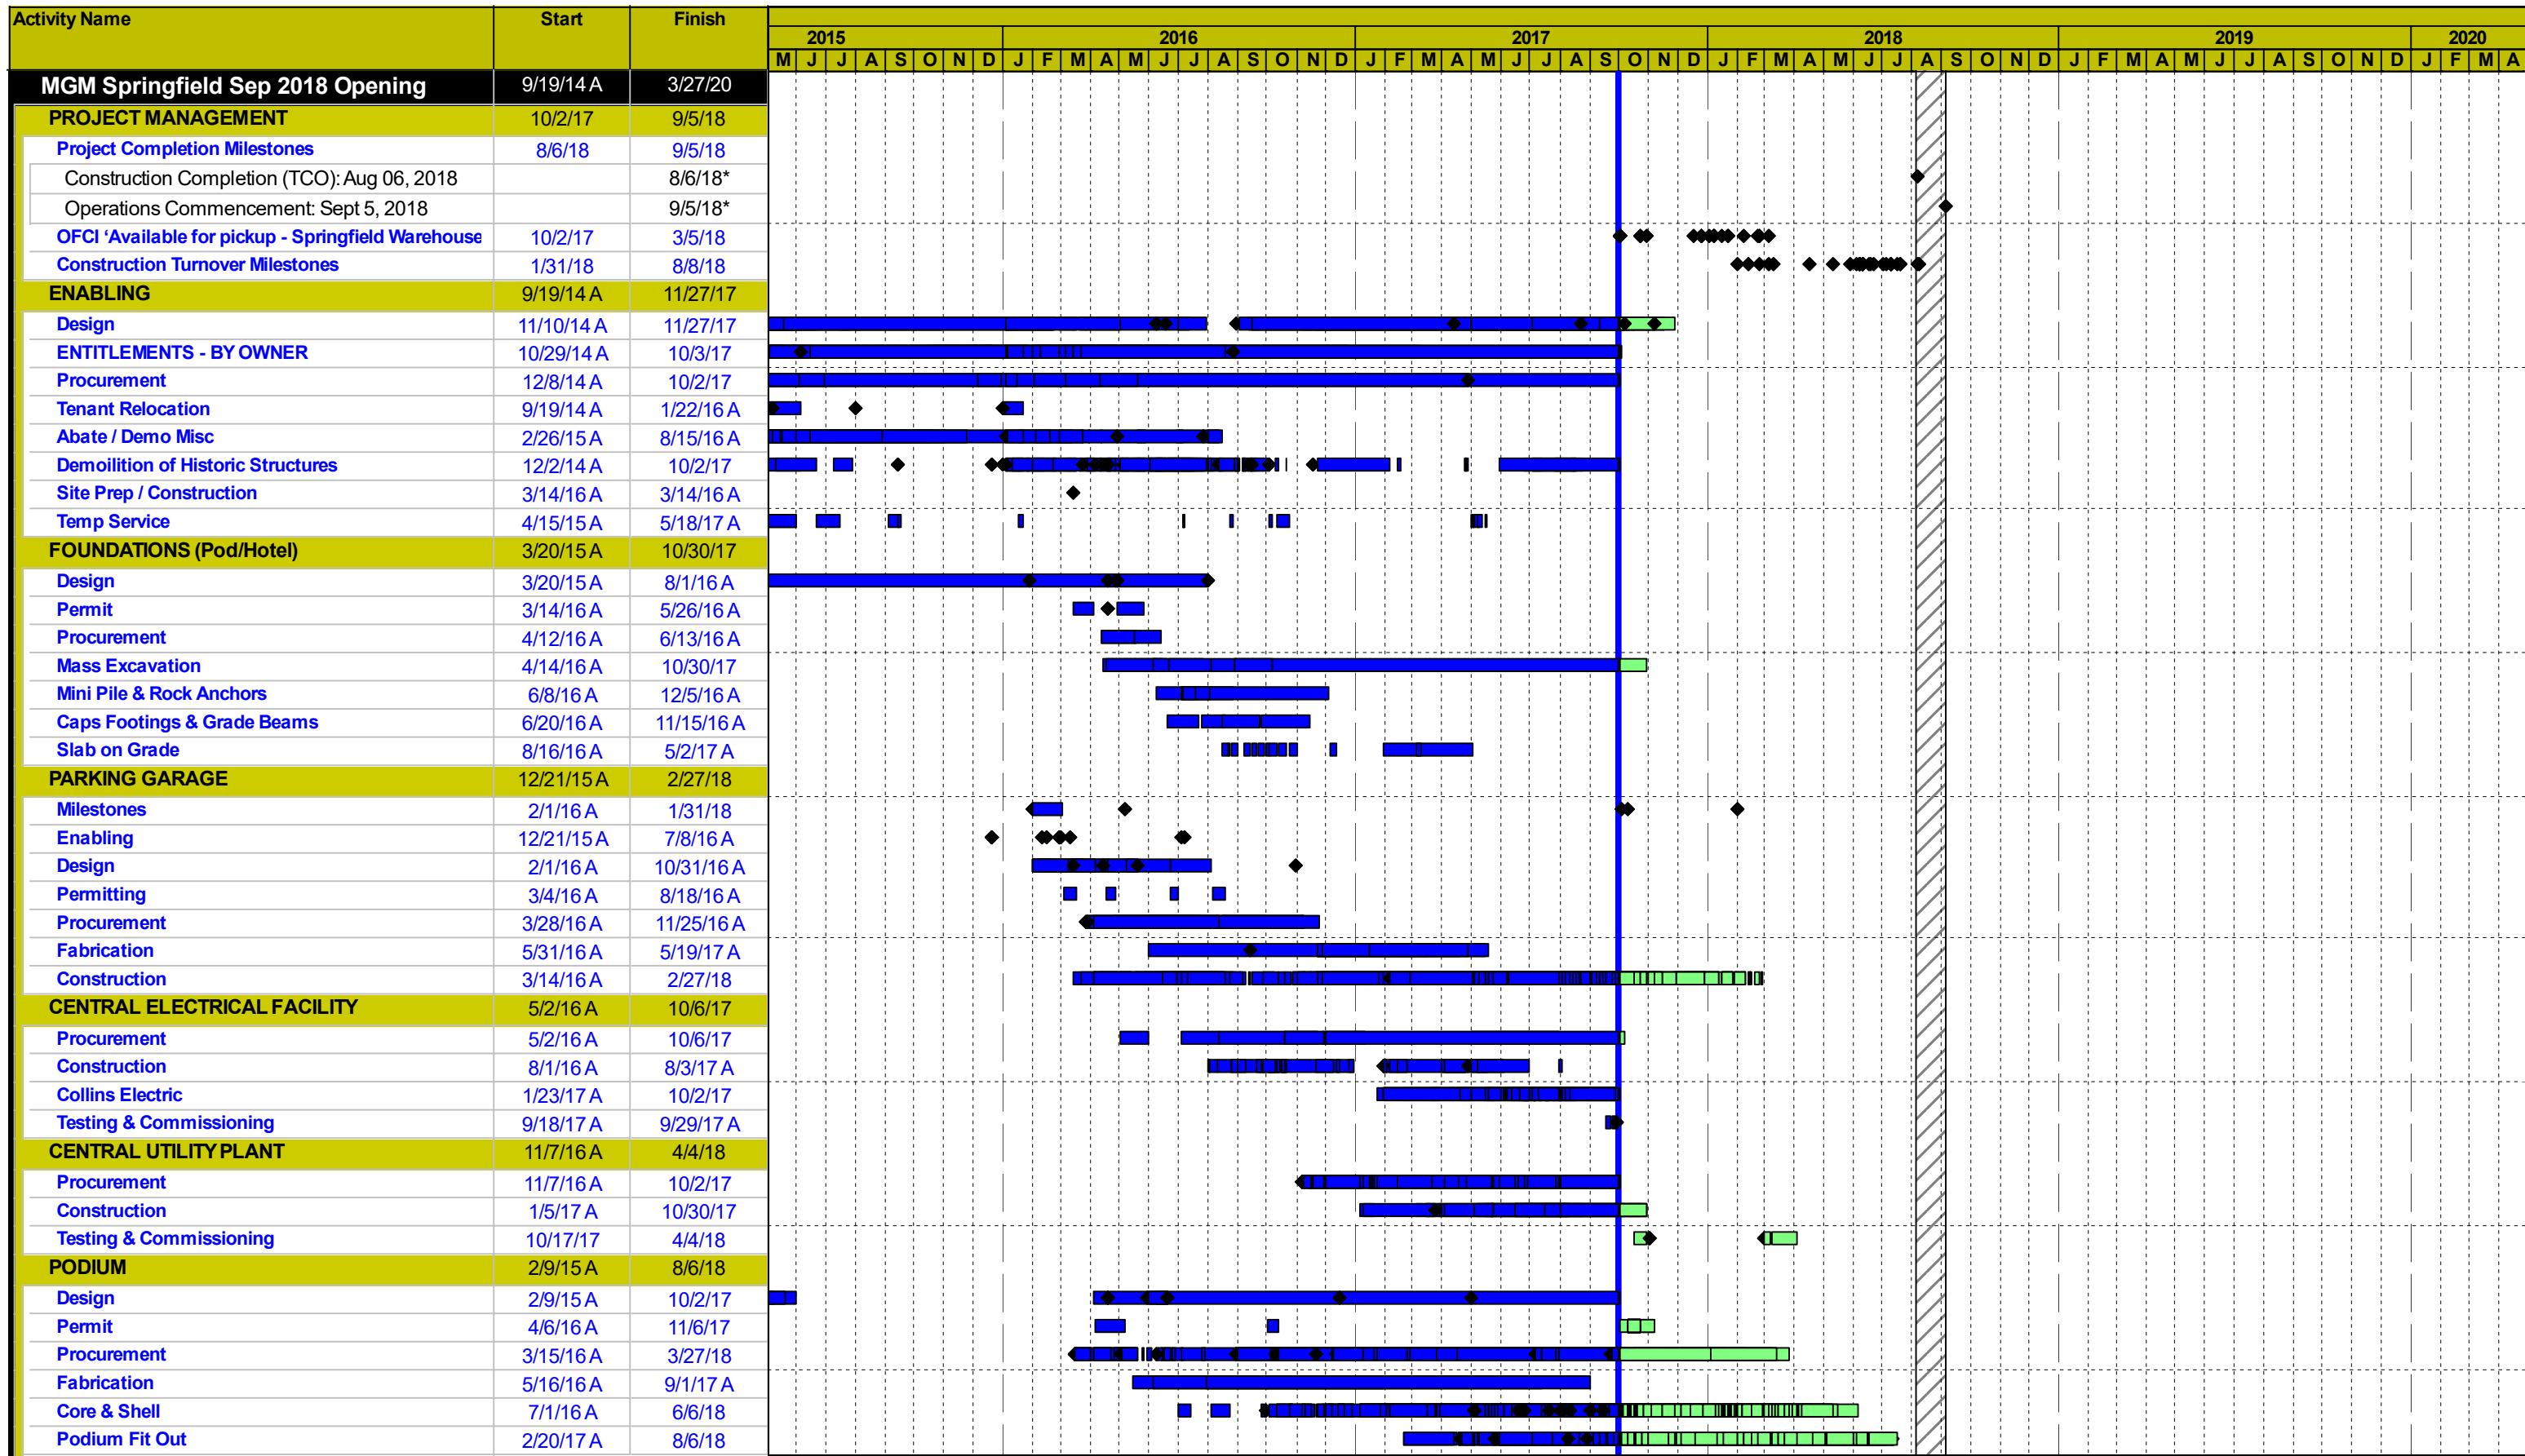 Activity Name Start Finish
2015 2016 2017 2018 2019 2020
M J J A S O N D J F M A M J J A S O N D J F M A M J J A S O N D J F M A M J J A S O N D J F M A M J J A S O N D J F M A
MGM Springfield Sep 2018 Opening 9/19/14 A 3/27/20
PROJECT MANAGEMENT 10/2/17 9/5/18
Project Completion Milestones 8/6/18 9/5/18
Construction Completion (TCO): Aug 06, 2018 8/6/18*
Operations Commencement: Sept 5, 2018 9/5/18*
OFCI ‘Available for pickup - Springfield Warehouse 10/2/17 3/5/18
Construction Turnover Milestones 1/31/18 8/8/18
ENABLING 9/19/14 A 11/27/17
Design 11/10/14 A 11/27/17
ENTITLEMENTS - BY OWNER 10/29/14 A 10/3/17
Procurement 12/8/14 A 10/2/17
Tenant Relocation 9/19/14 A 1/22/16 A
Abate / Demo Misc 2/26/15 A 8/15/16 A
Demoilition of Historic Structures 12/2/14 A 10/2/17
Site Prep / Construction 3/14/16 A 3/14/16 A
Temp Service 4/15/15 A 5/18/17 A
FOUNDATIONS (Pod/Hotel) 3/20/15 A 10/30/17
Design 3/20/15 A 8/1/16 A
Permit 3/14/16 A 5/26/16 A
Procurement 4/12/16 A 6/13/16 A
Mass Excavation 4/14/16 A 10/30/17
Mini Pile & Rock Anchors 6/8/16 A 12/5/16 A
Caps Footings & Grade Beams 6/20/16 A 11/15/16 A
Slab on Grade 8/16/16 A 5/2/17 A
PARKING GARAGE 12/21/15 A 2/27/18
Milestones 2/1/16 A 1/31/18
Enabling 12/21/15 A 7/8/16 A
Design 2/1/16 A 10/31/16 A
Permitting 3/4/16 A 8/18/16 A
Procurement 3/28/16 A 11/25/16 A
Fabrication 5/31/16 A 5/19/17 A
Construction 3/14/16 A 2/27/18
CENTRAL ELECTRICAL FACILITY 5/2/16 A 10/6/17
Procurement 5/2/16 A 10/6/17
Construction 8/1/16 A 8/3/17 A
Collins Electric 1/23/17 A 10/2/17
Testing & Commissioning 9/18/17 A 9/29/17 A
CENTRAL UTILITY PLANT 11/7/16 A 4/4/18
Procurement 11/7/16 A 10/2/17
Construction 1/5/17 A 10/30/17
Testing & Commissioning 10/17/17 4/4/18
PODIUM 2/9/15 A 8/6/18
Design 2/9/15 A 10/2/17
Permit 4/6/16 A 11/6/17
Procurement 3/15/16 A 3/27/18
Fabrication 5/16/16 A 9/1/17 A
Core & Shell 7/1/16 A 6/6/18
Podium Fit Out 2/20/17 A 8/6/18